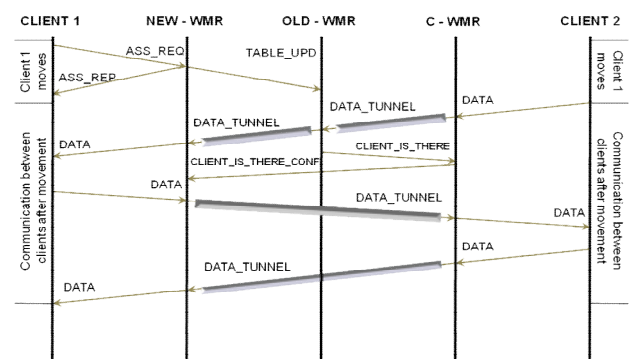 CLIENT 1
NEW - WMR
OLD - WMR
C - WMR
CLIENT 2
Client 1
moves
ASS_REQ
TABLE_UPD
ASS_REP
Client 1
moves
DATA
DATA_TUNNEL
DATA_TUNNEL
DATA
CLIENT_IS_THERE
CLIENT_IS_THERE_CONF
DATA
DATA_TUNNEL
DATA
DATA
DATA_TUNNEL
DATA
Communication between
clients after movement
Communication between
clients after movement